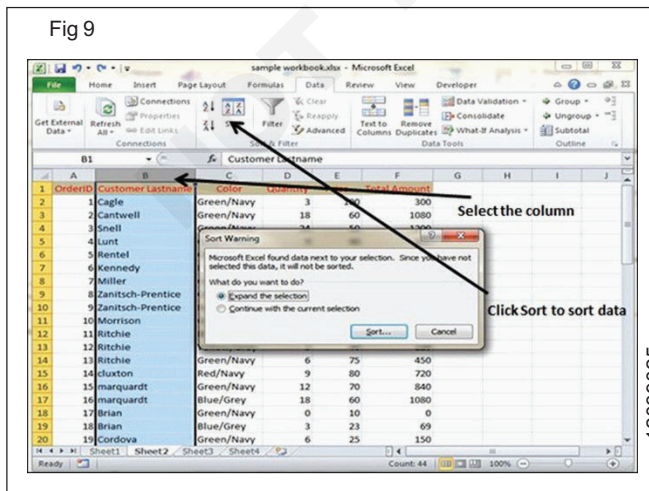 Fig 9
sample workbook.xlsx - Microsoft Excel
File Home Insert Page Layout Formulas Data Review View Developer
Get External Data Refresh All Connections Properties Edit Links Filter Clear Reapply Advanced Text to Columns Remove Duplicates Data Validation Consolidate What-If Analysis Group Ungroup Subtotal
Connections Sort & Filter Data Tools Outline
B1 fx Customer Lastname
A B C D E F G H I J
1 OrderID Customer Lastname Color Quantity Total Amount
2 1 Cagle Green/Navy 3 100 300
3 2 Cantwell Green/Navy 18 60 1080
4 3 Snell Green/Navy 24 50 1200
5 4 Lunt
6 5 Rentel
7 6 Kennedy
8 7 Miller
9 8 Zanitsch-Prentice
10 9 Zanitsch-Prentice
11 10 Morrison
12 11 Ritchie
13 12 Ritchie
14 13 Ritchie Green/Navy 6 75 450
15 14 cluxton Red/Navy 9 80 720
16 15 marquardt Green/Navy 12 70 840
17 16 marquardt Blue/Grey 18 60 1080
18 17 Brian Green/Navy 0 10 0
19 18 Brian Blue/Grey 3 23 69
20 19 Cordova Green/Navy 6 25 150
Select the column
Sort Warning
Microsoft Excel found data next to your selection. Since you have not
selected this data, it will not be sorted.
What do you want to do?
Expand the selection
Continue with the current selection
Sort... Cancel
Click Sort to sort data
Sheet1 Sheet2 Sheet3 Sheet4
Ready Count: 44 100%